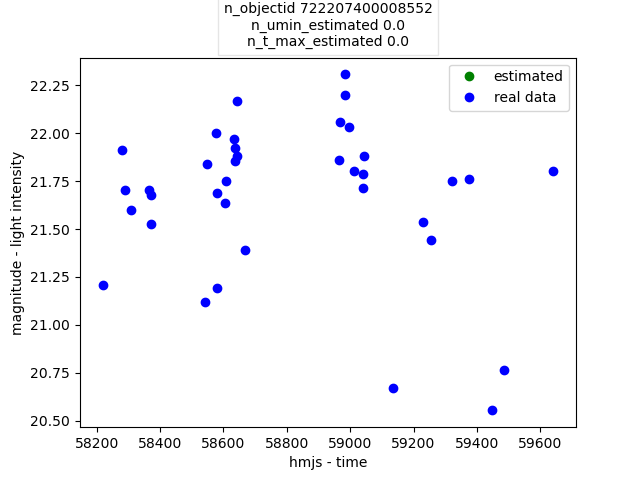 n_objectid 722207400008552
n_umin_estimated 0.0
n_t_max_estimated 0.0
estimated
real data
magnitude - light intensity
22.25
22.00
21.75
21.50
21.25
21.00
20.75
20.50
58200 58400 58600 58800 59000 59200 59400 59600
hmjs - time